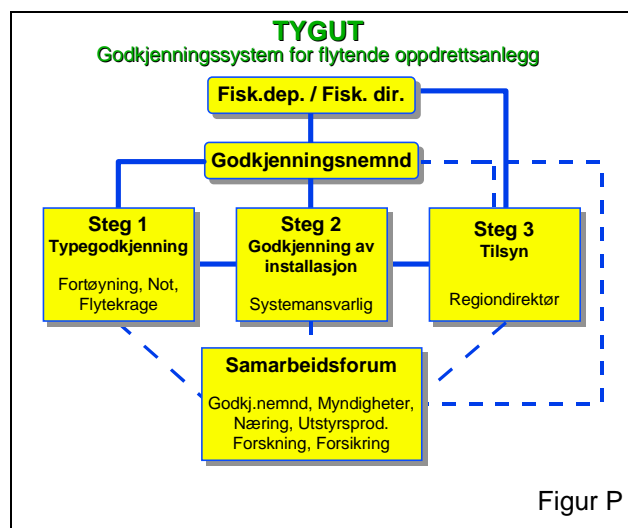 TYGUT
Godkjenningssystem for flytende oppdrettsanlegg
Fisk.dep. / Fisk. dir.
Godkjenningsnemnd
Steg 1
Typegodkjenning
Fortøyning, Not,
Flytekrage
Steg 2
Godkjenning av
installasjon
Systemansvarlig
Steg 3
Tilsyn
Regiondirektør
Samarbeidsforum
Godkj.nemnd, Myndigheter,
Næring, Utstyrsprod.
Forskning, Forsikring
Figur P